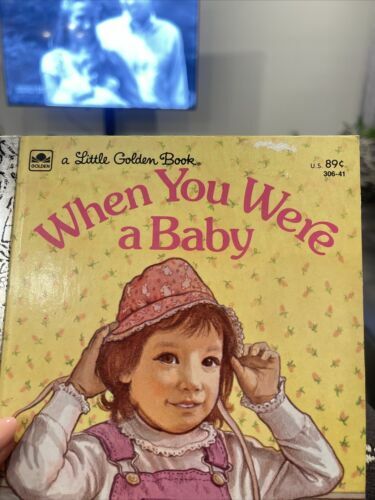 GOLDEN
a Little Golden Book®
U.S. 89¢
306-41
When You Were
a Baby